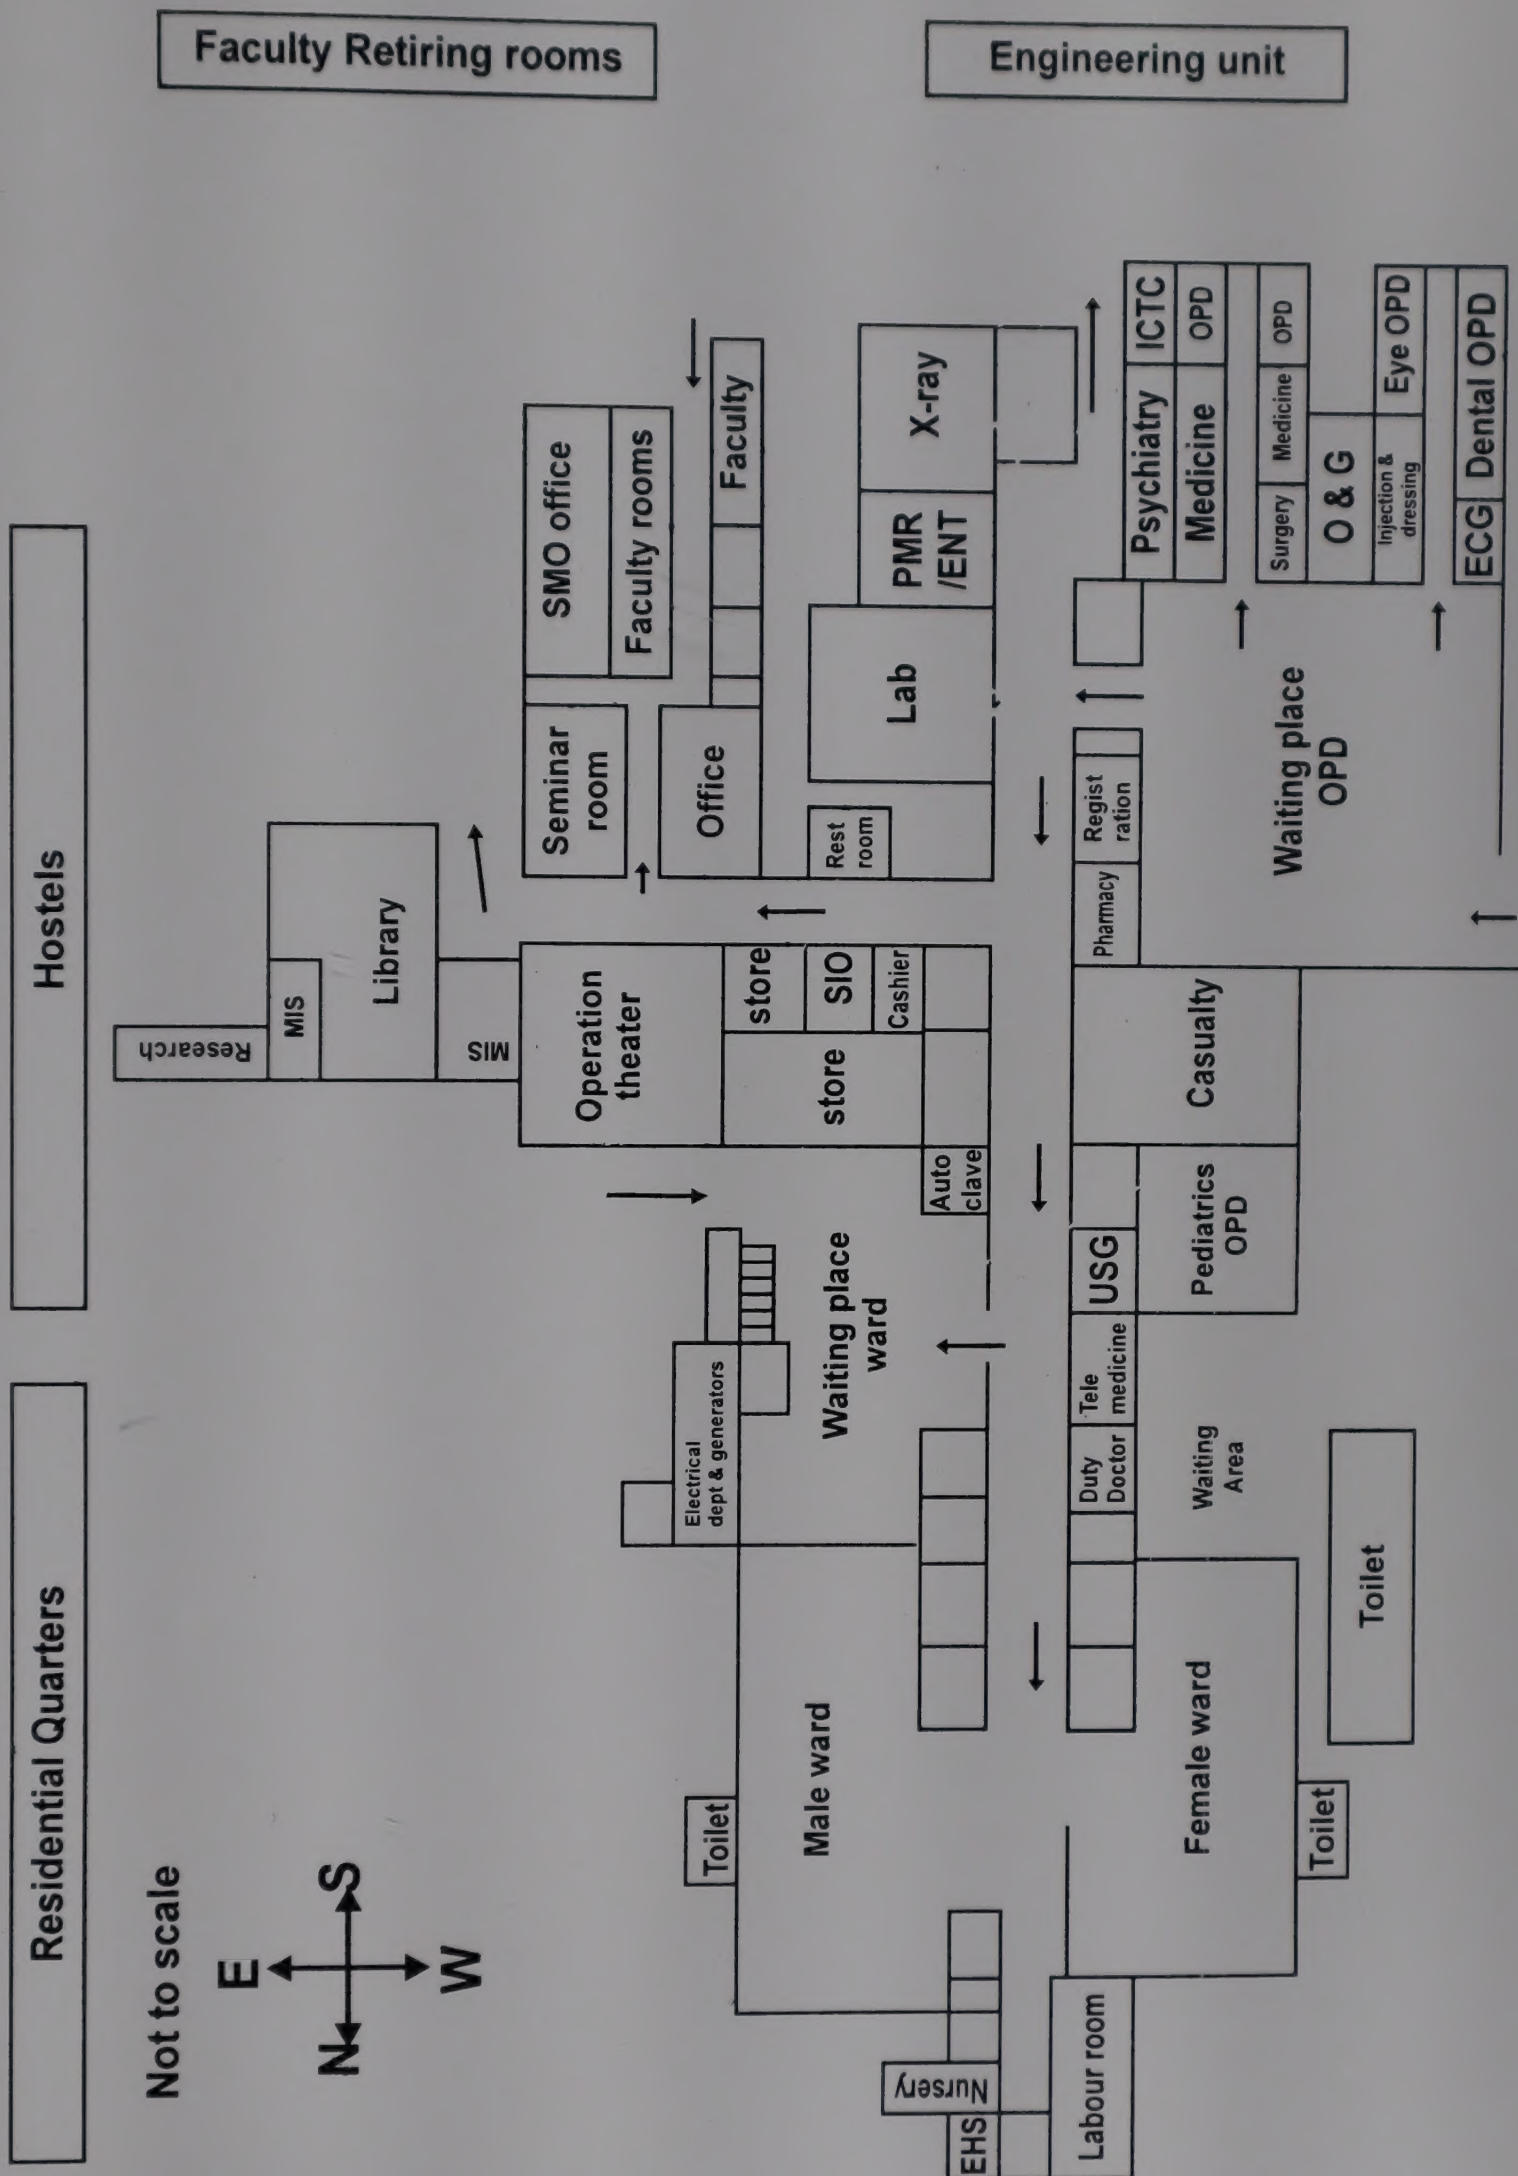 Residential Quarters
Hostels
Faculty Retiring rooms
Engineering unit
Not to scale
E
N
S
W
Research
MIS
Library
MIS
Operation
theater
store
SIO
Cashier
store
Auto
clave
Seminar
room
SMO office
Faculty rooms
Office
Faculty
Rest
room
Lab
PMR
/ENT
X-ray
Electrical
dept & generators
Waiting place
ward
Toilet
Male ward
Nursery
EHS
Labour room
Female ward
Toilet
Toilet
Waiting
Area
Duty
Doctor
Tele
medicine
USG
Pediatrics
OPD
Casualty
Pharmacy
Regist
ration
Waiting place
OPD
Psychiatry
ICTC
Medicine
OPD
Surgery
Medicine
OPD
O & G
Injection &
dressing
Eye OPD
ECG
Dental OPD